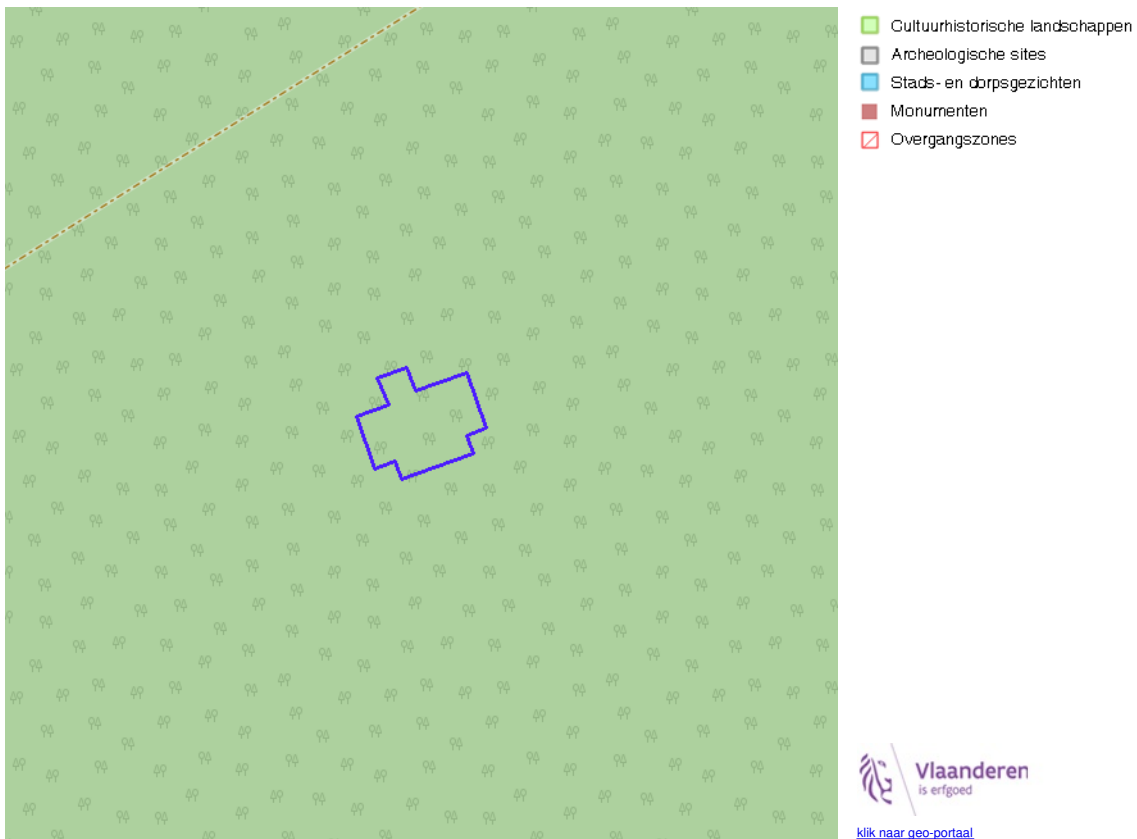 Cultuurhistorische landschappen
Archeologische sites
Stads- en dorpsgezichten
Monumenten
Overgangszones
Vlaanderen
is erfgoed
klik naar geo-portaal